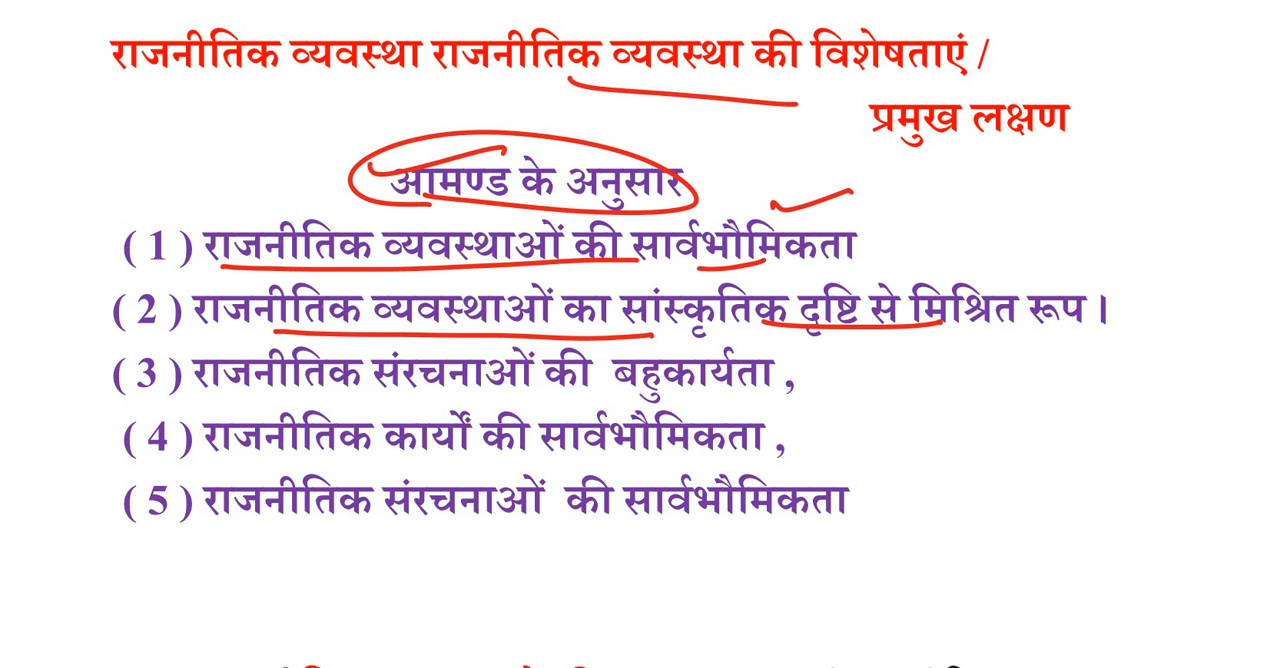 राजनीतिक व्यवस्था राजनीतिक व्यवस्था की विशेषताएं /
प्रमुख लक्षण
आमण्ड के अनुसार
( 1 ) राजनीतिक व्यवस्थाओं की सार्वभौमिकता
( 2 ) राजनीतिक व्यवस्थाओं का सांस्कृतिक दृष्टि से मिश्रित रूप ।
( 3 ) राजनीतिक संरचनाओं की बहुकार्यता ,
( 4 ) राजनीतिक कार्यों की सार्वभौमिकता ,
( 5 ) राजनीतिक संरचनाओं की सार्वभौमिकता